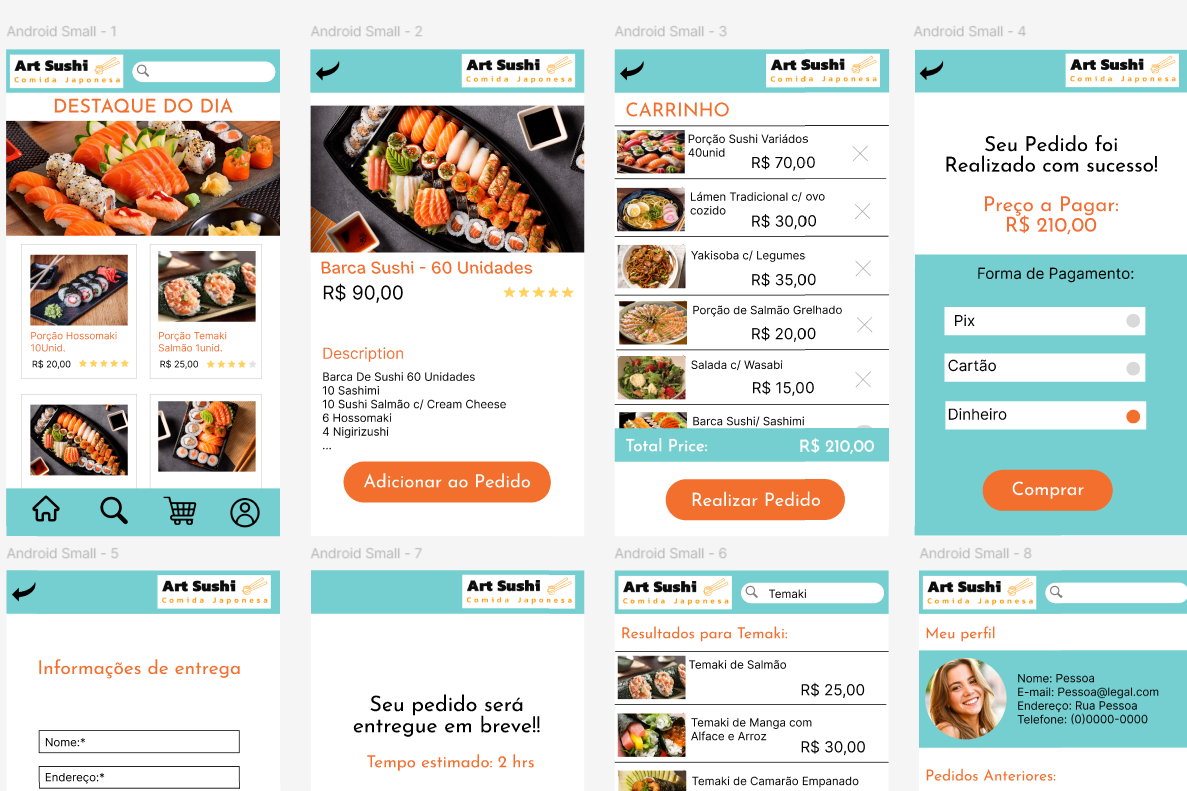 Android Small - 1
Art Sushi
Comida Japonesa
DESTAQUE DO DIA
Porção Hossomaki
10Unid.
R$ 20,00
Porção Temaki
Salmão 1unid.
R$ 25,00
Android Small - 2
Art Sushi
Comida Japonesa
Barca Sushi - 60 Unidades
R$ 90,00
Description
Barca De Sushi 60 Unidades
10 Sashimi
10 Sushi Salmão c/ Cream Cheese
6 Hossomaki
4 Nigirizushi
...
Adicionar ao Pedido
Android Small - 3
Art Sushi
Comida Japonesa
CARRINHO
Porção Sushi Variádos
40unid
R$ 70,00
Lámen Tradicional c/ ovo
cozido
R$ 30,00
Yakisoba c/ Legumes
R$ 35,00
Porção de Salmão Grelhado
R$ 20,00
Salada c/ Wasabi
R$ 15,00
Barca Sushi/ Sashimi
Total Price:
R$ 210,00
Realizar Pedido
Android Small - 4
Art Sushi
Comida Japonesa
Seu Pedido foi
Realizado com sucesso!
Preço a Pagar:
R$ 210,00
Forma de Pagamento:
Pix
Cartão
Dinheiro
Comprar
Android Small - 5
Art Sushi
Comida Japonesa
Informações de entrega
Nome:*
Endereço:*
Android Small - 7
Art Sushi
Comida Japonesa
Seu pedido será
entregue em breve!!
Tempo estimado: 2 hrs
Android Small - 6
Art Sushi
Comida Japonesa
Temaki
Resultados para Temaki:
Temaki de Salmão
R$ 25,00
Temaki de Manga com
Alface e Arroz
R$ 30,00
Temaki de Camarão Empanado
Android Small - 8
Art Sushi
Comida Japonesa
Meu perfil
Nome: Pessoa
E-mail: Pessoa@legal.com
Endereço: Rua Pessoa
Telefone: (0)0000-0000
Pedidos Anteriores: